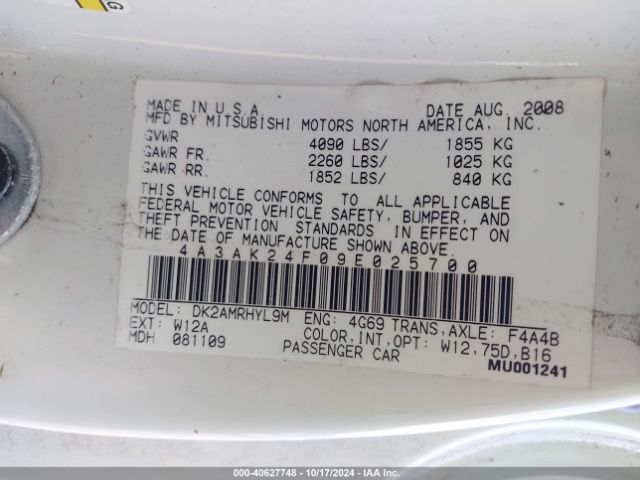 G
MADE IN U.S.A. DATE AUG. 2008
MFD BY MITSUBISHI MOTORS NORTH AMERICA, INC.
GVWR 4090 LBS/ 1855 KG
GAWR FR. 2260 LBS/ 1025 KG
GAWR RR. 1852 LBS/ 840 KG
THIS VEHICLE CONFORMS TO ALL APPLICABLE
FEDERAL MOTOR VEHICLE SAFETY, BUMPER, AND
THEFT PREVENTION STANDARDS IN EFFECT ON
THE DATE OF MANUFACTURE SHOWN ABOVE.
4A3AK24F09E025700
MODEL: DK2AMRHYL9M ENG: 4G69 TRANS,AXLE: F4A4B
EXT: W12A COLOR,INT,OPT: W12,75D,B16
MDH 081109 PASSENGER CAR
MU001241
000-40627748 - 10/17/2024 - IAA Inc.